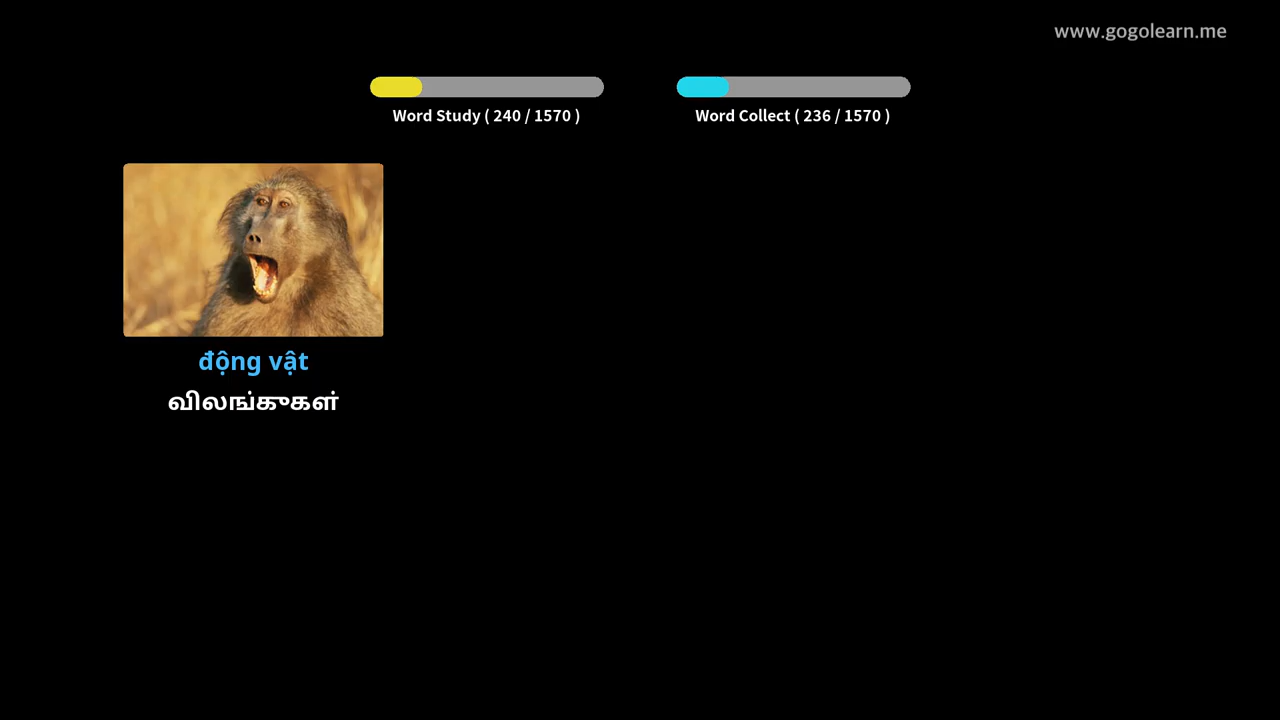 www.gogolearn.me
Word Study ( 240 / 1570 )
Word Collect ( 236 / 1570 )
động vật
விலங்குகள்